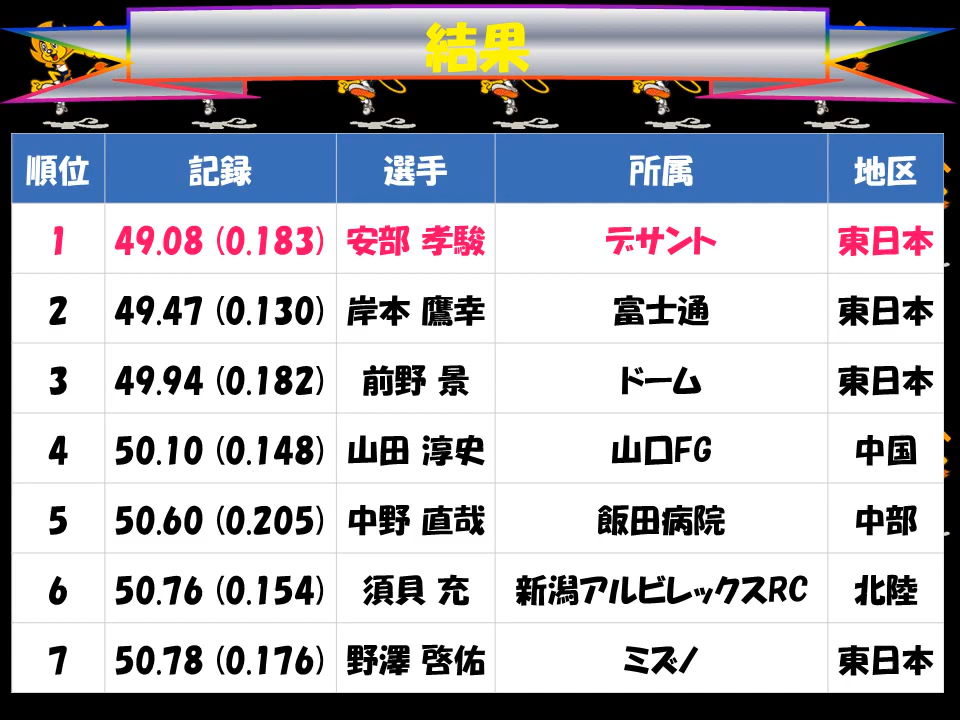 結果
順位 記録 選手 所属 地区
1 49.08 (0.183) 安部 孝駿 デサント 東日本
2 49.47 (0.130) 岸本 鷹幸 富士通 東日本
3 49.94 (0.182) 前野 景 ドーム 東日本
4 50.10 (0.148) 山田 淳史 山口FG 中国
5 50.60 (0.205) 中野 直哉 飯田病院 中部
6 50.76 (0.154) 須貝 充 新潟アルビレックスRC 北陸
7 50.78 (0.176) 野澤 啓佑 ミズノ 東日本